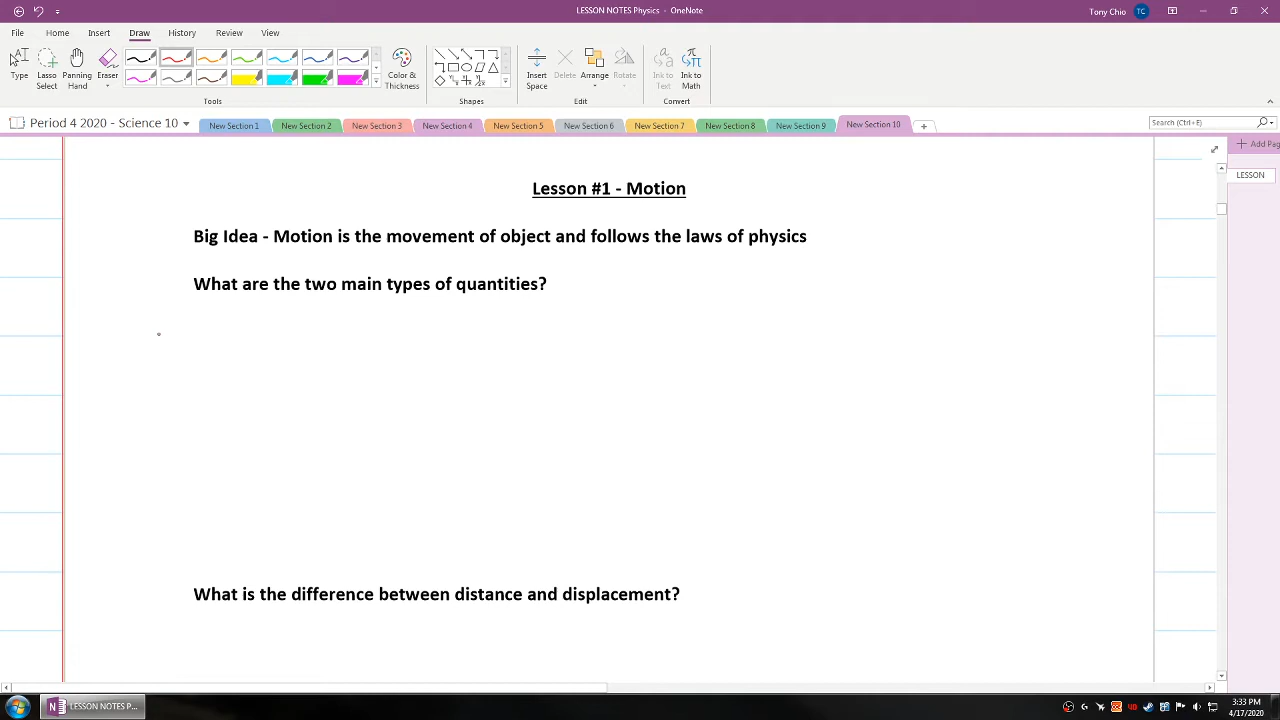 LESSON NOTES Physics - OneNote
Tony Chio
TC
File Home Insert Draw History Review View
Type
Lasso Select
Panning Hand
Eraser
Color & Thickness
Insert Space
Delete
Arrange
Rotate
Ink to Text
Ink to Math
Tools
Shapes
Edit
Convert
Period 4 2020 - Science 10
New Section 1 New Section 2 New Section 3 New Section 4 New Section 5 New Section 6 New Section 7 New Section 8 New Section 9 New Section 10
Search (Ctrl+E)
Add Pag
LESSON
Lesson #1 - Motion
Big Idea - Motion is the movement of object and follows the laws of physics
What are the two main types of quantities?
What is the difference between distance and displacement?
LESSON NOTES P...
3:33 PM
4/17/2020